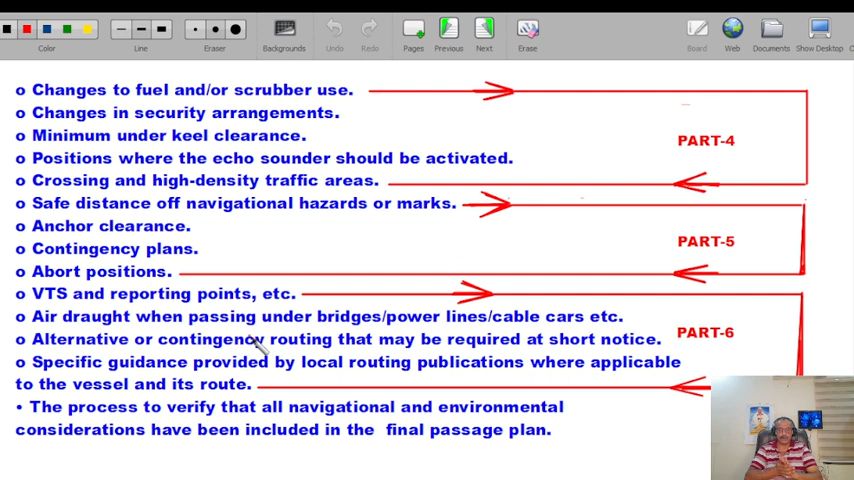 Color
Line
Eraser
Backgrounds
Undo
Redo
Pages
Previous
Next
Erase
Board
Web
Documents
Show Desktop
o Changes to fuel and/or scrubber use.
o Changes in security arrangements.
o Minimum under keel clearance.
PART-4
o Positions where the echo sounder should be activated.
o Crossing and high-density traffic areas.
o Safe distance off navigational hazards or marks.
o Anchor clearance.
PART-5
o Contingency plans.
o Abort positions.
o VTS and reporting points, etc.
o Air draught when passing under bridges/power lines/cable cars etc.
PART-6
o Alternative or contingency routing that may be required at short notice.
o Specific guidance provided by local routing publications where applicable
to the vessel and its route.
• The process to verify that all navigational and environmental
considerations have been included in the final passage plan.